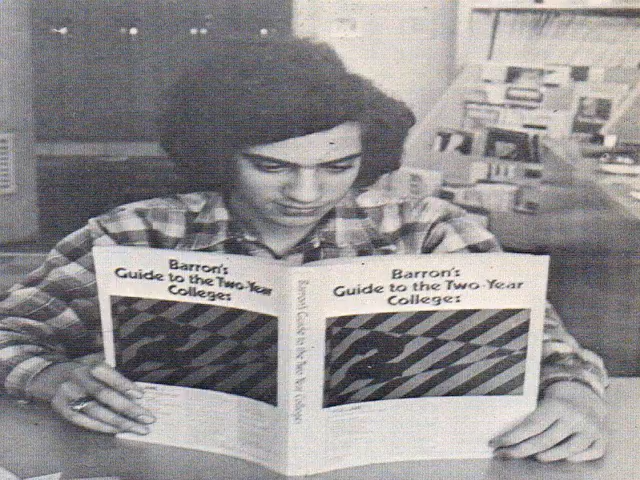 Barron's
Guide to the Two-Year
Colleges
Barron's Guide to the Two-Year Colleges
Barron's
Guide to the Two-Year
Colleges